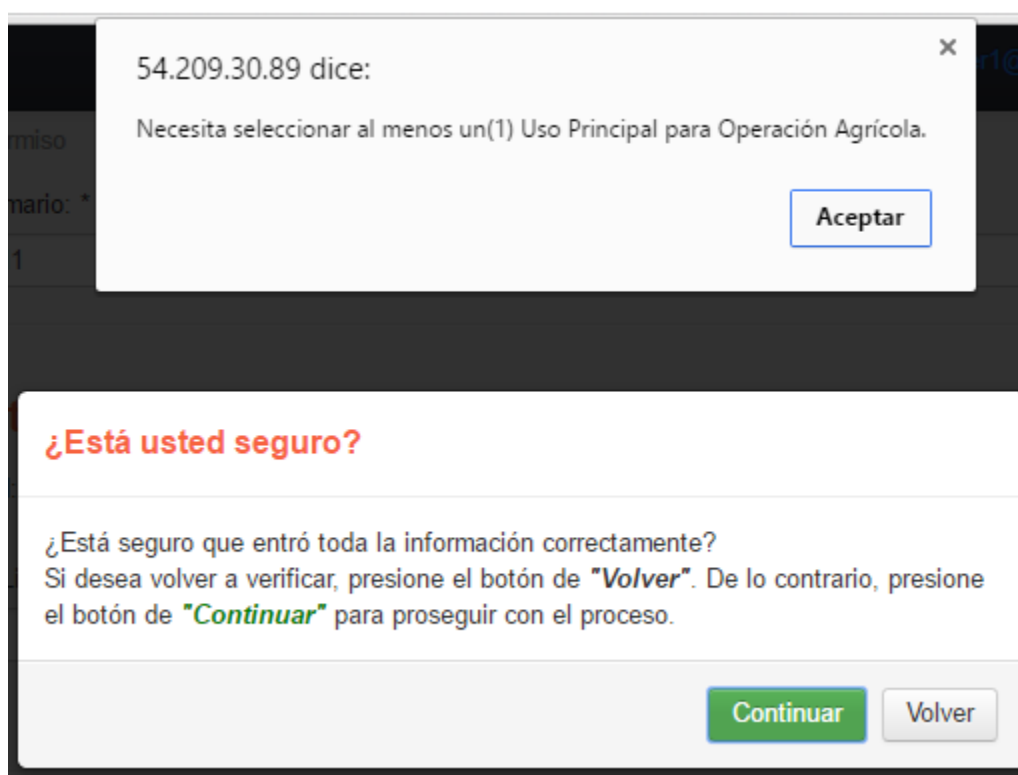 54.209.30.89 dice:
×
Necesita seleccionar al menos un(1) Uso Principal para Operación Agrícola.
Aceptar
1
¿Está usted seguro?
¿Está seguro que entró toda la información correctamente?
Si desea volver a verificar, presione el botón de "Volver". De lo contrario, presione
el botón de "Continuar" para proseguir con el proceso.
Continuar
Volver